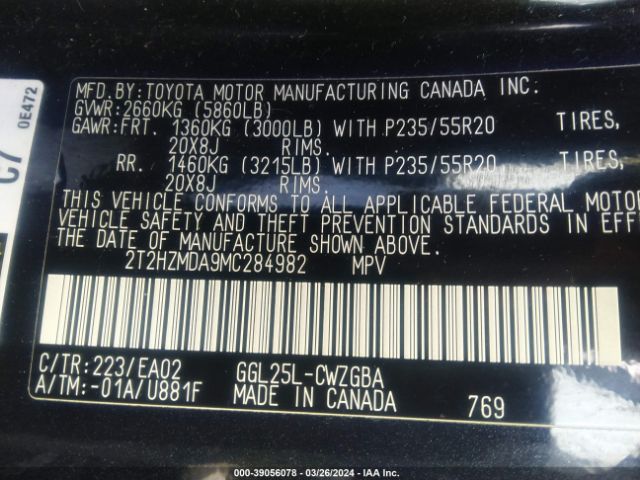 0E472
C7
MFD.BY:TOYOTA MOTOR MANUFACTURING CANADA INC.
GVWR:2660KG (5860LB)
GAWR:FRT. 1360KG (3000LB) WITH P235/55R20 TIRES,
20X8J RIMS.
RR. 1460KG (3215LB) WITH P235/55R20 TIRES,
20X8J RIMS.
THIS VEHICLE CONFORMS TO ALL APPLICABLE FEDERAL MOTOR
VEHICLE SAFETY AND THEFT PREVENTION STANDARDS IN EFF
THE DATE OF MANUFACTURE SHOWN ABOVE.
2T2HZMDA9MC284982 MPV
C/TR:223/EA02 GGL25L-CWZGBA
A/TM:-01A/U881F MADE IN CANADA 769
000-39056078 - 03/26/2024 - IAA Inc.